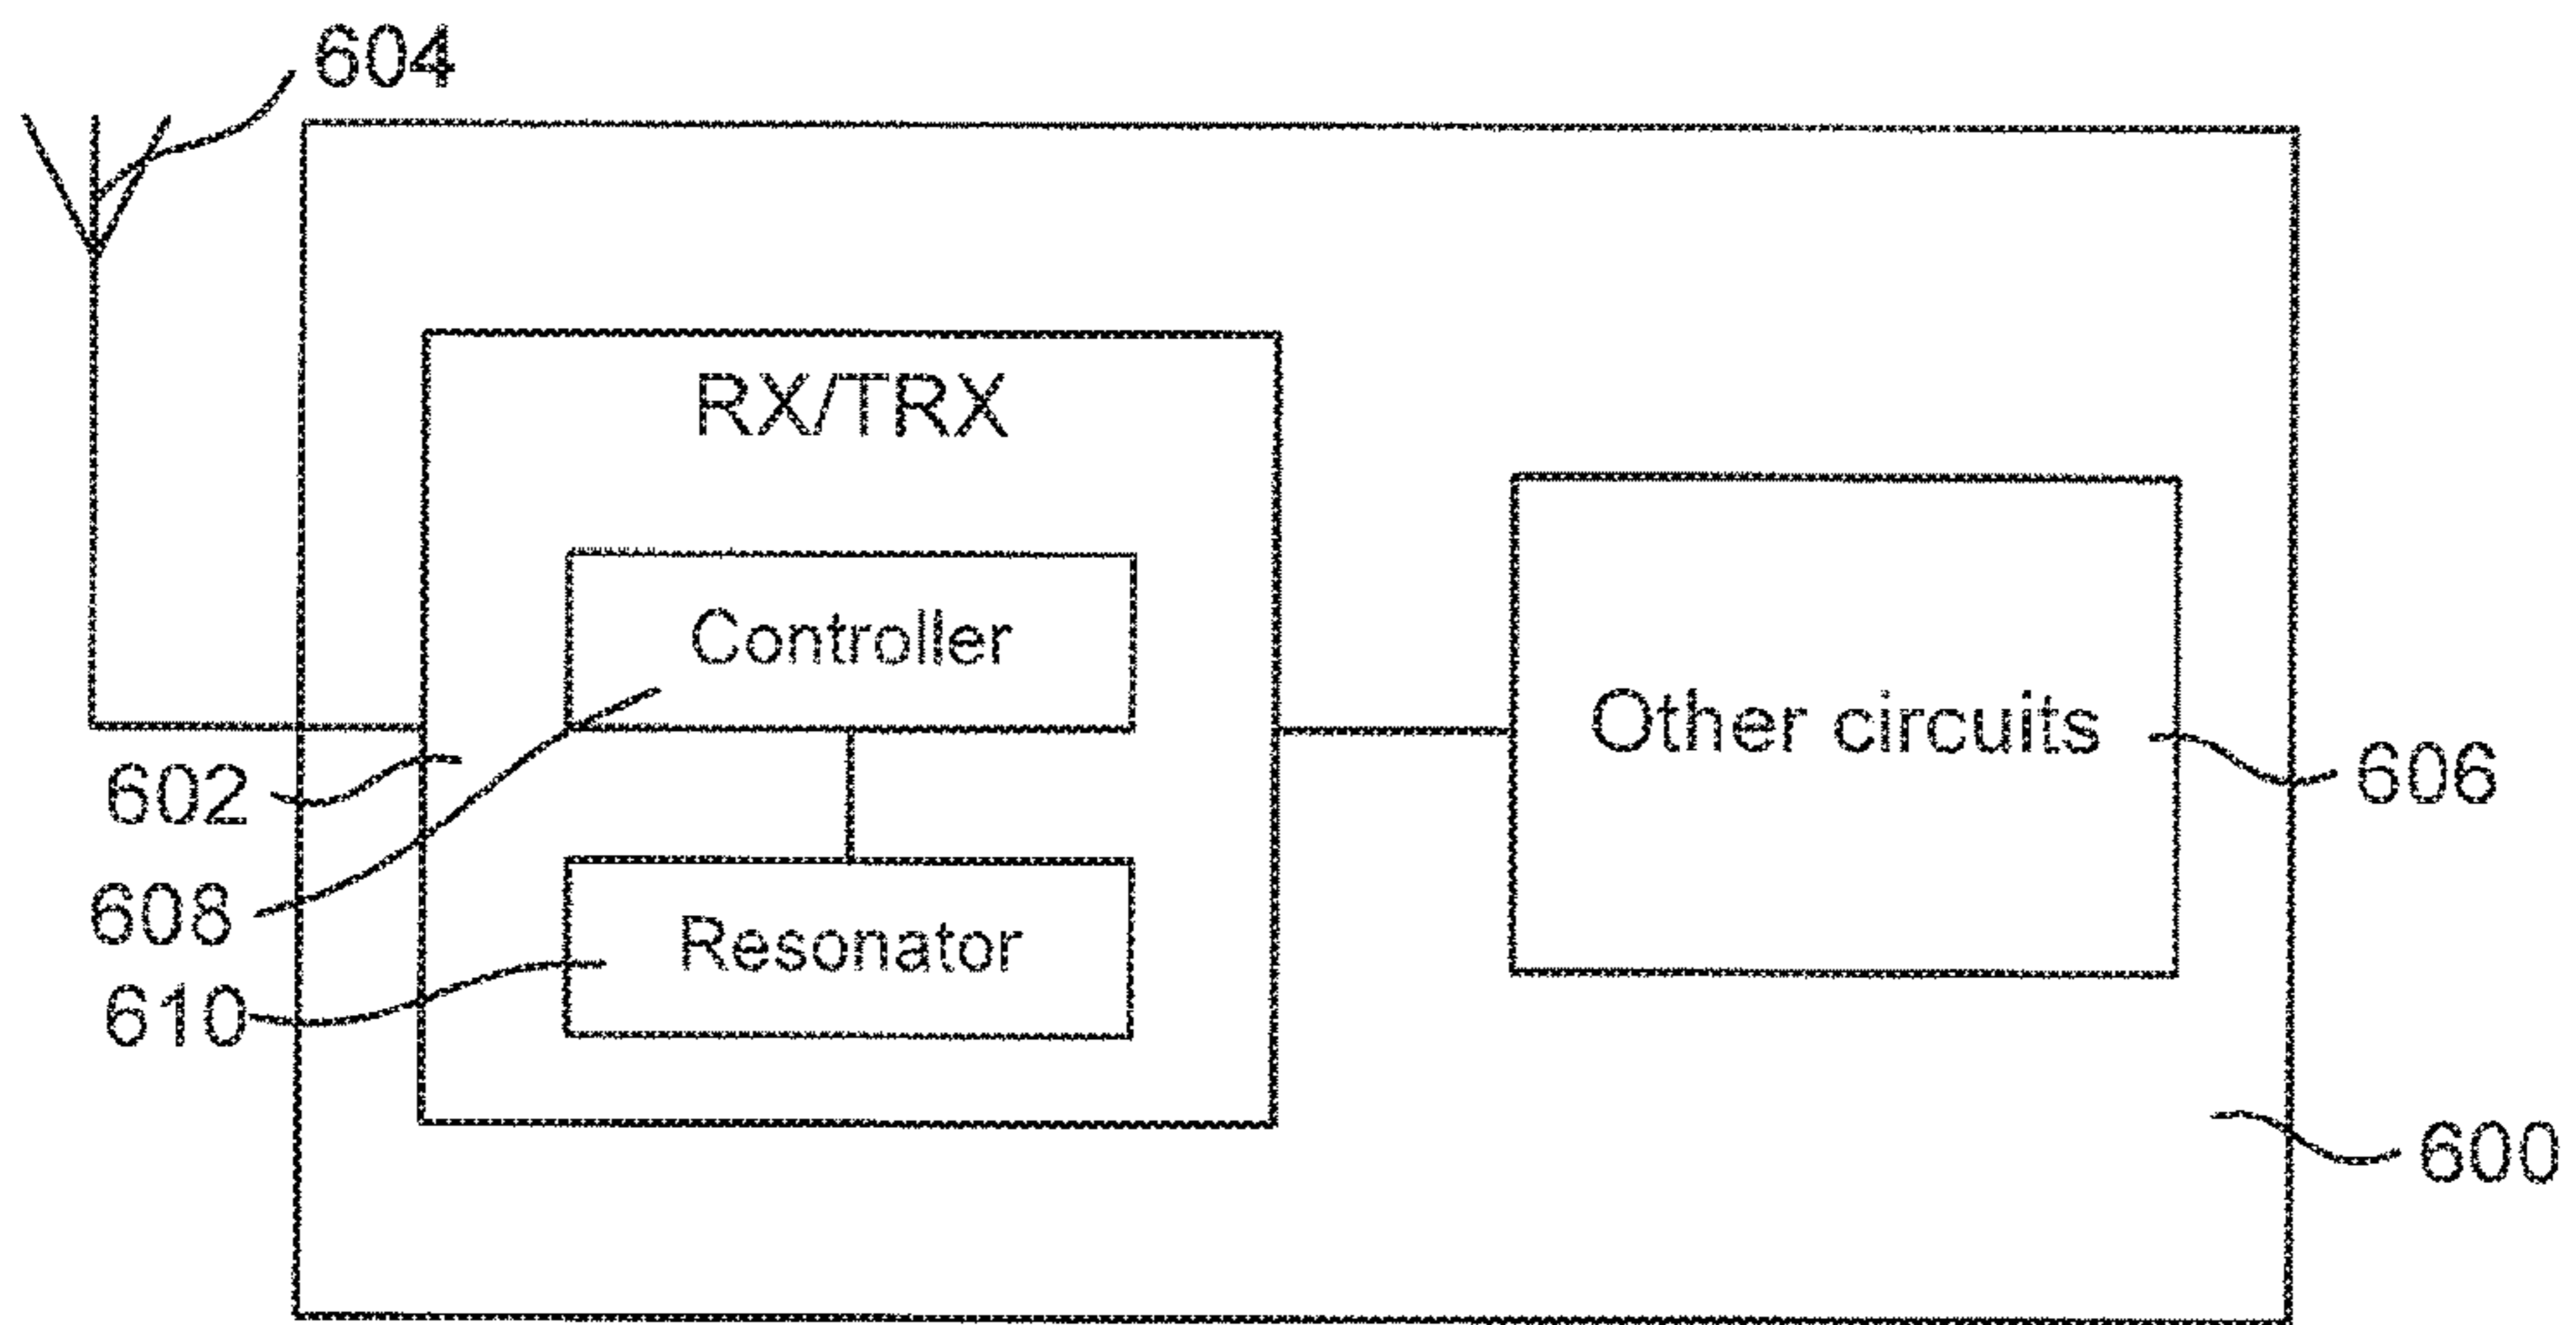 604
RX/TRX
Controller
Other circuits
602
606
608
Resonator
610
600